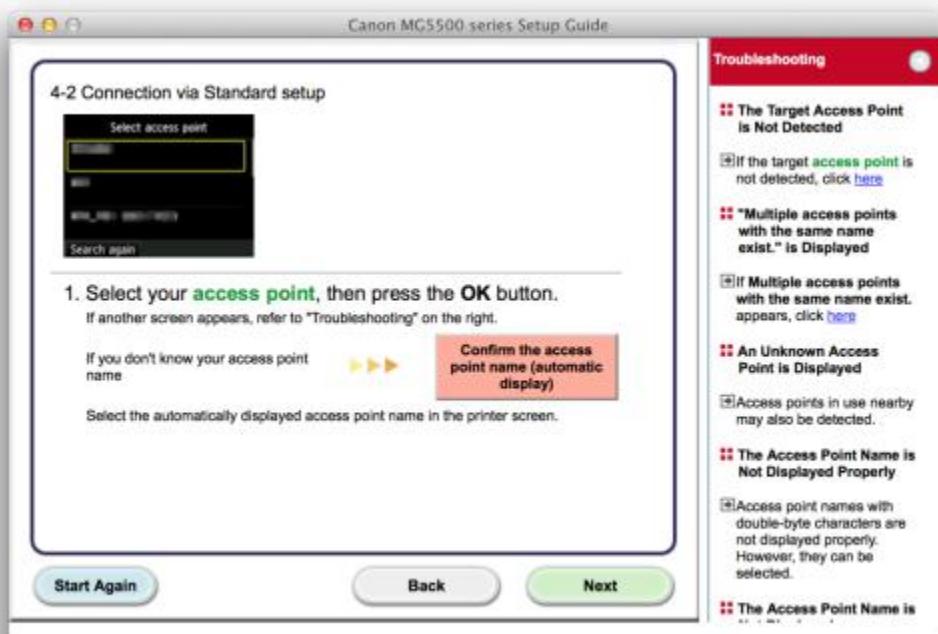 Canon MG5500 series Setup Guide
4-2 Connection via Standard setup
Select access point
Search again
1. Select your access point, then press the OK button.
If another screen appears, refer to "Troubleshooting" on the right.
If you don't know your access point
name
Confirm the access
point name (automatic
display)
Select the automatically displayed access point name in the printer screen.
Start Again
Back
Next
Troubleshooting
The Target Access Point
is Not Detected
If the target access point is
not detected, click here
"Multiple access points
with the same name
exist." is Displayed
If Multiple access points
with the same name exist.
appears, click here
An Unknown Access
Point is Displayed
Access points in use nearby
may also be detected.
The Access Point Name is
Not Displayed Properly
Access point names with
double-byte characters are
not displayed properly.
However, they can be
selected.
The Access Point Name is